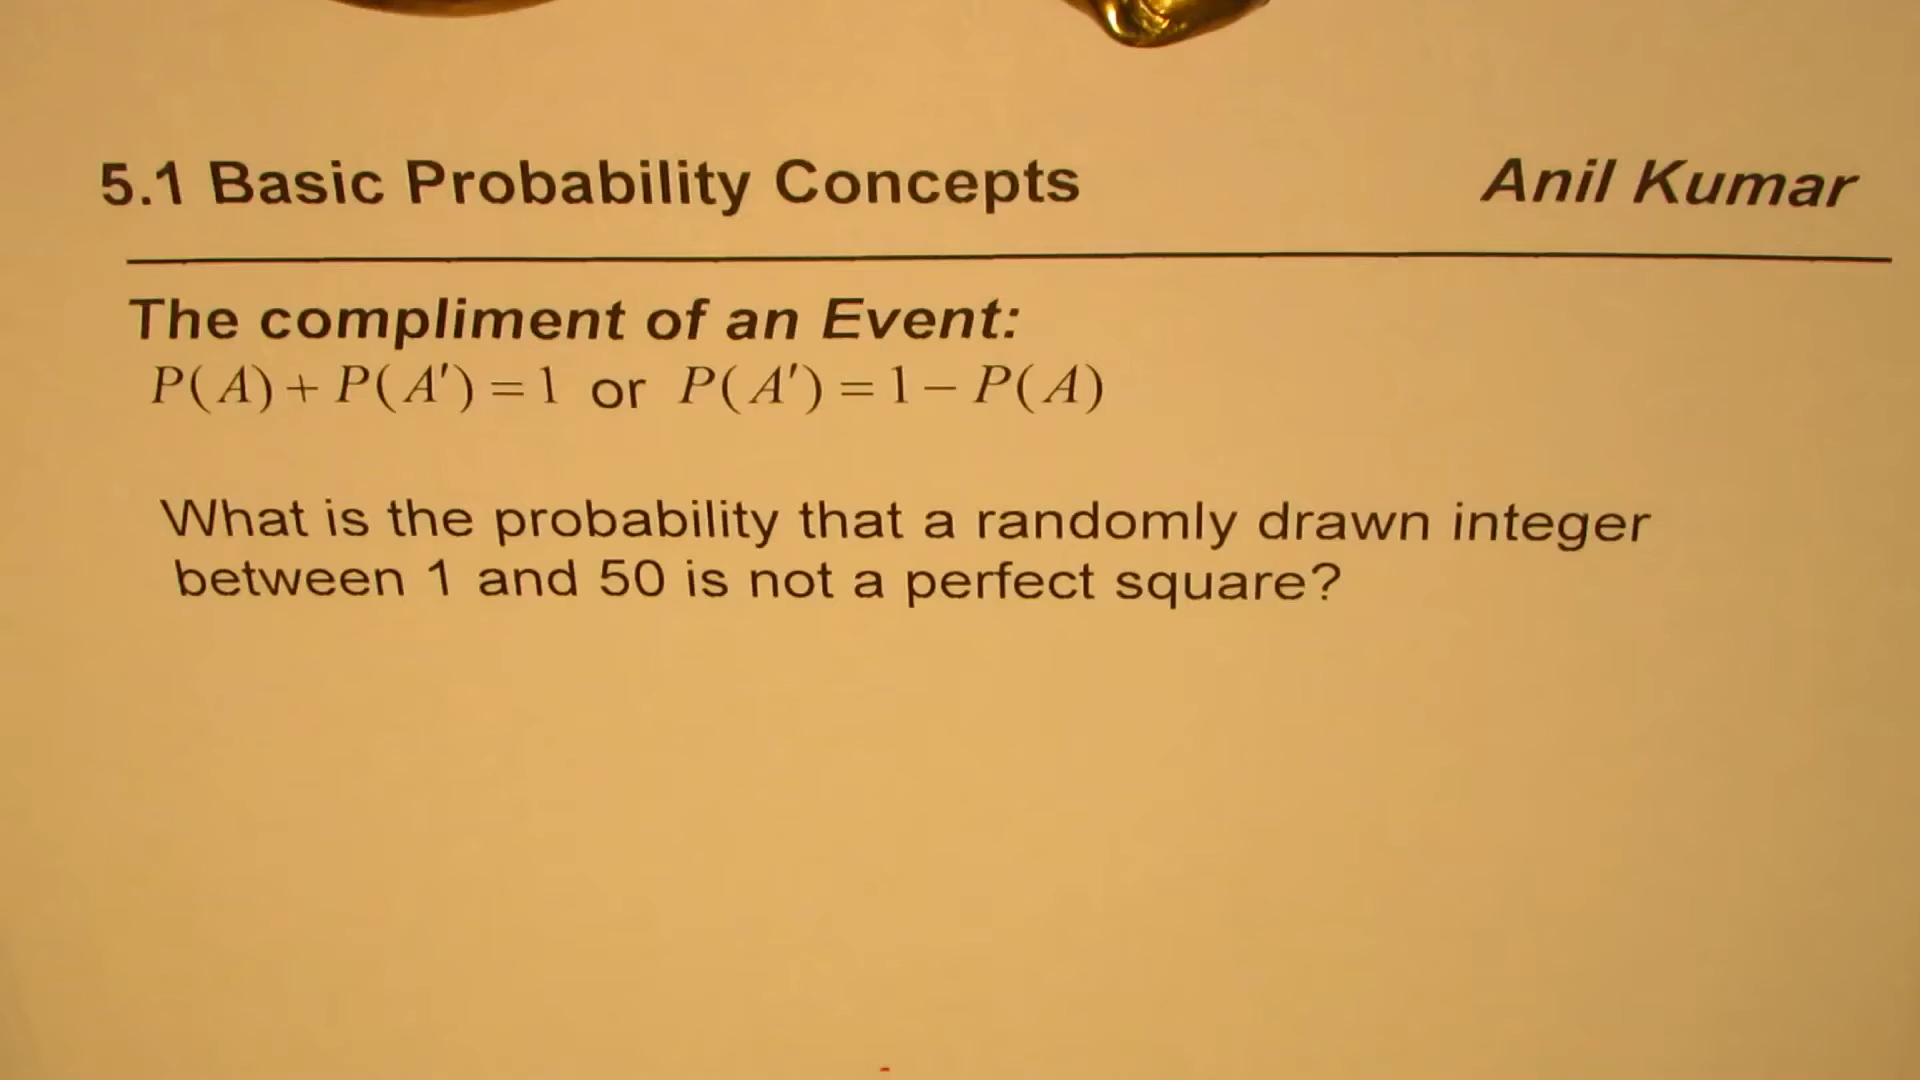 5.1 Basic Probability Concepts Anil Kumar
The compliment of an Event:
P(A) + P(A') = 1 or P(A') = 1 − P(A)
What is the probability that a randomly drawn integer
between 1 and 50 is not a perfect square?